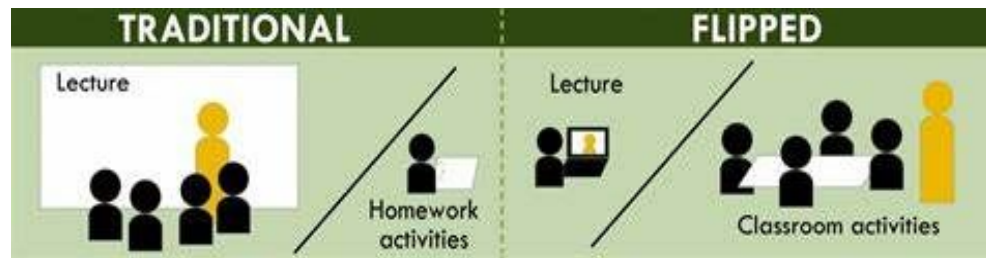 TRADITIONAL
Lecture
Homework
activities
FLIPPED
Lecture
Classroom activities